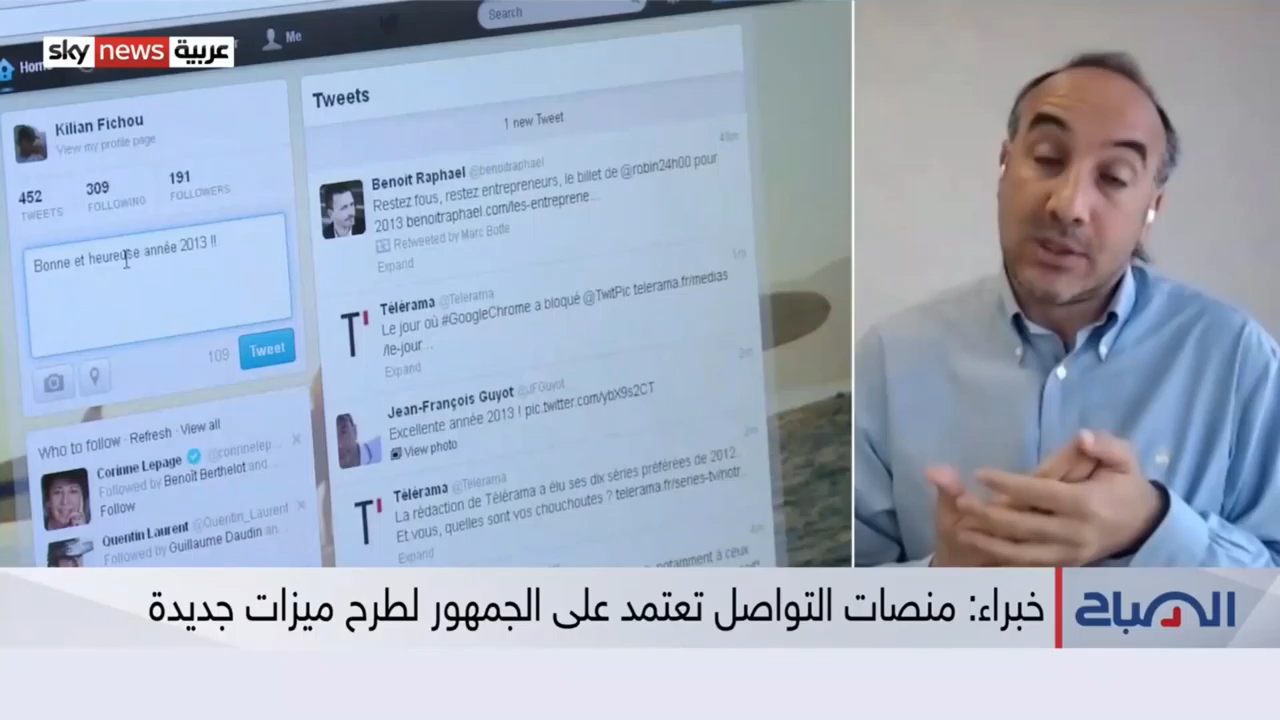 sky news عربية
Home
Me
Search
Kilian Fichou
View my profile page
452
TWEETS
309
FOLLOWING
191
FOLLOWERS
Bonne et heureuse année 2013 !!
109
Tweet
Who to follow · Refresh · View all
Corinne Lepage @corinnelep...
Followed by Benoît Berthelot and ...
Follow
Quentin Laurent @Quentin_Laurent
Followed by Guillaume Daudin an...
Tweets
1 new Tweet
Benoit Raphael @benoitraphael
Restez fous, restez entrepreneurs, le billet de @robin24h00 pour
2013 benoitraphael.com/les-entreprene...
Retweeted by Marc Botte
Expand
Télérama @Telerama
Le jour où #GoogleChrome a bloqué @TwitPic telerama.fr/medias
/le-jour...
Expand
2m
Jean-François Guyot @JFGuyot
Excellente année 2013 ! pic.twitter.com/ybX9s2CT
View photo
Télérama @Telerama
La rédaction de Télérama a élu ses dix séries préférées de 2012.
Et vous, quelles sont vos chouchoutes ? telerama.fr/series-tv/notr...
Expand
notamment à ceux
الصباح
خبراء: منصات التواصل تعتمد على الجمهور لطرح ميزات جديدة